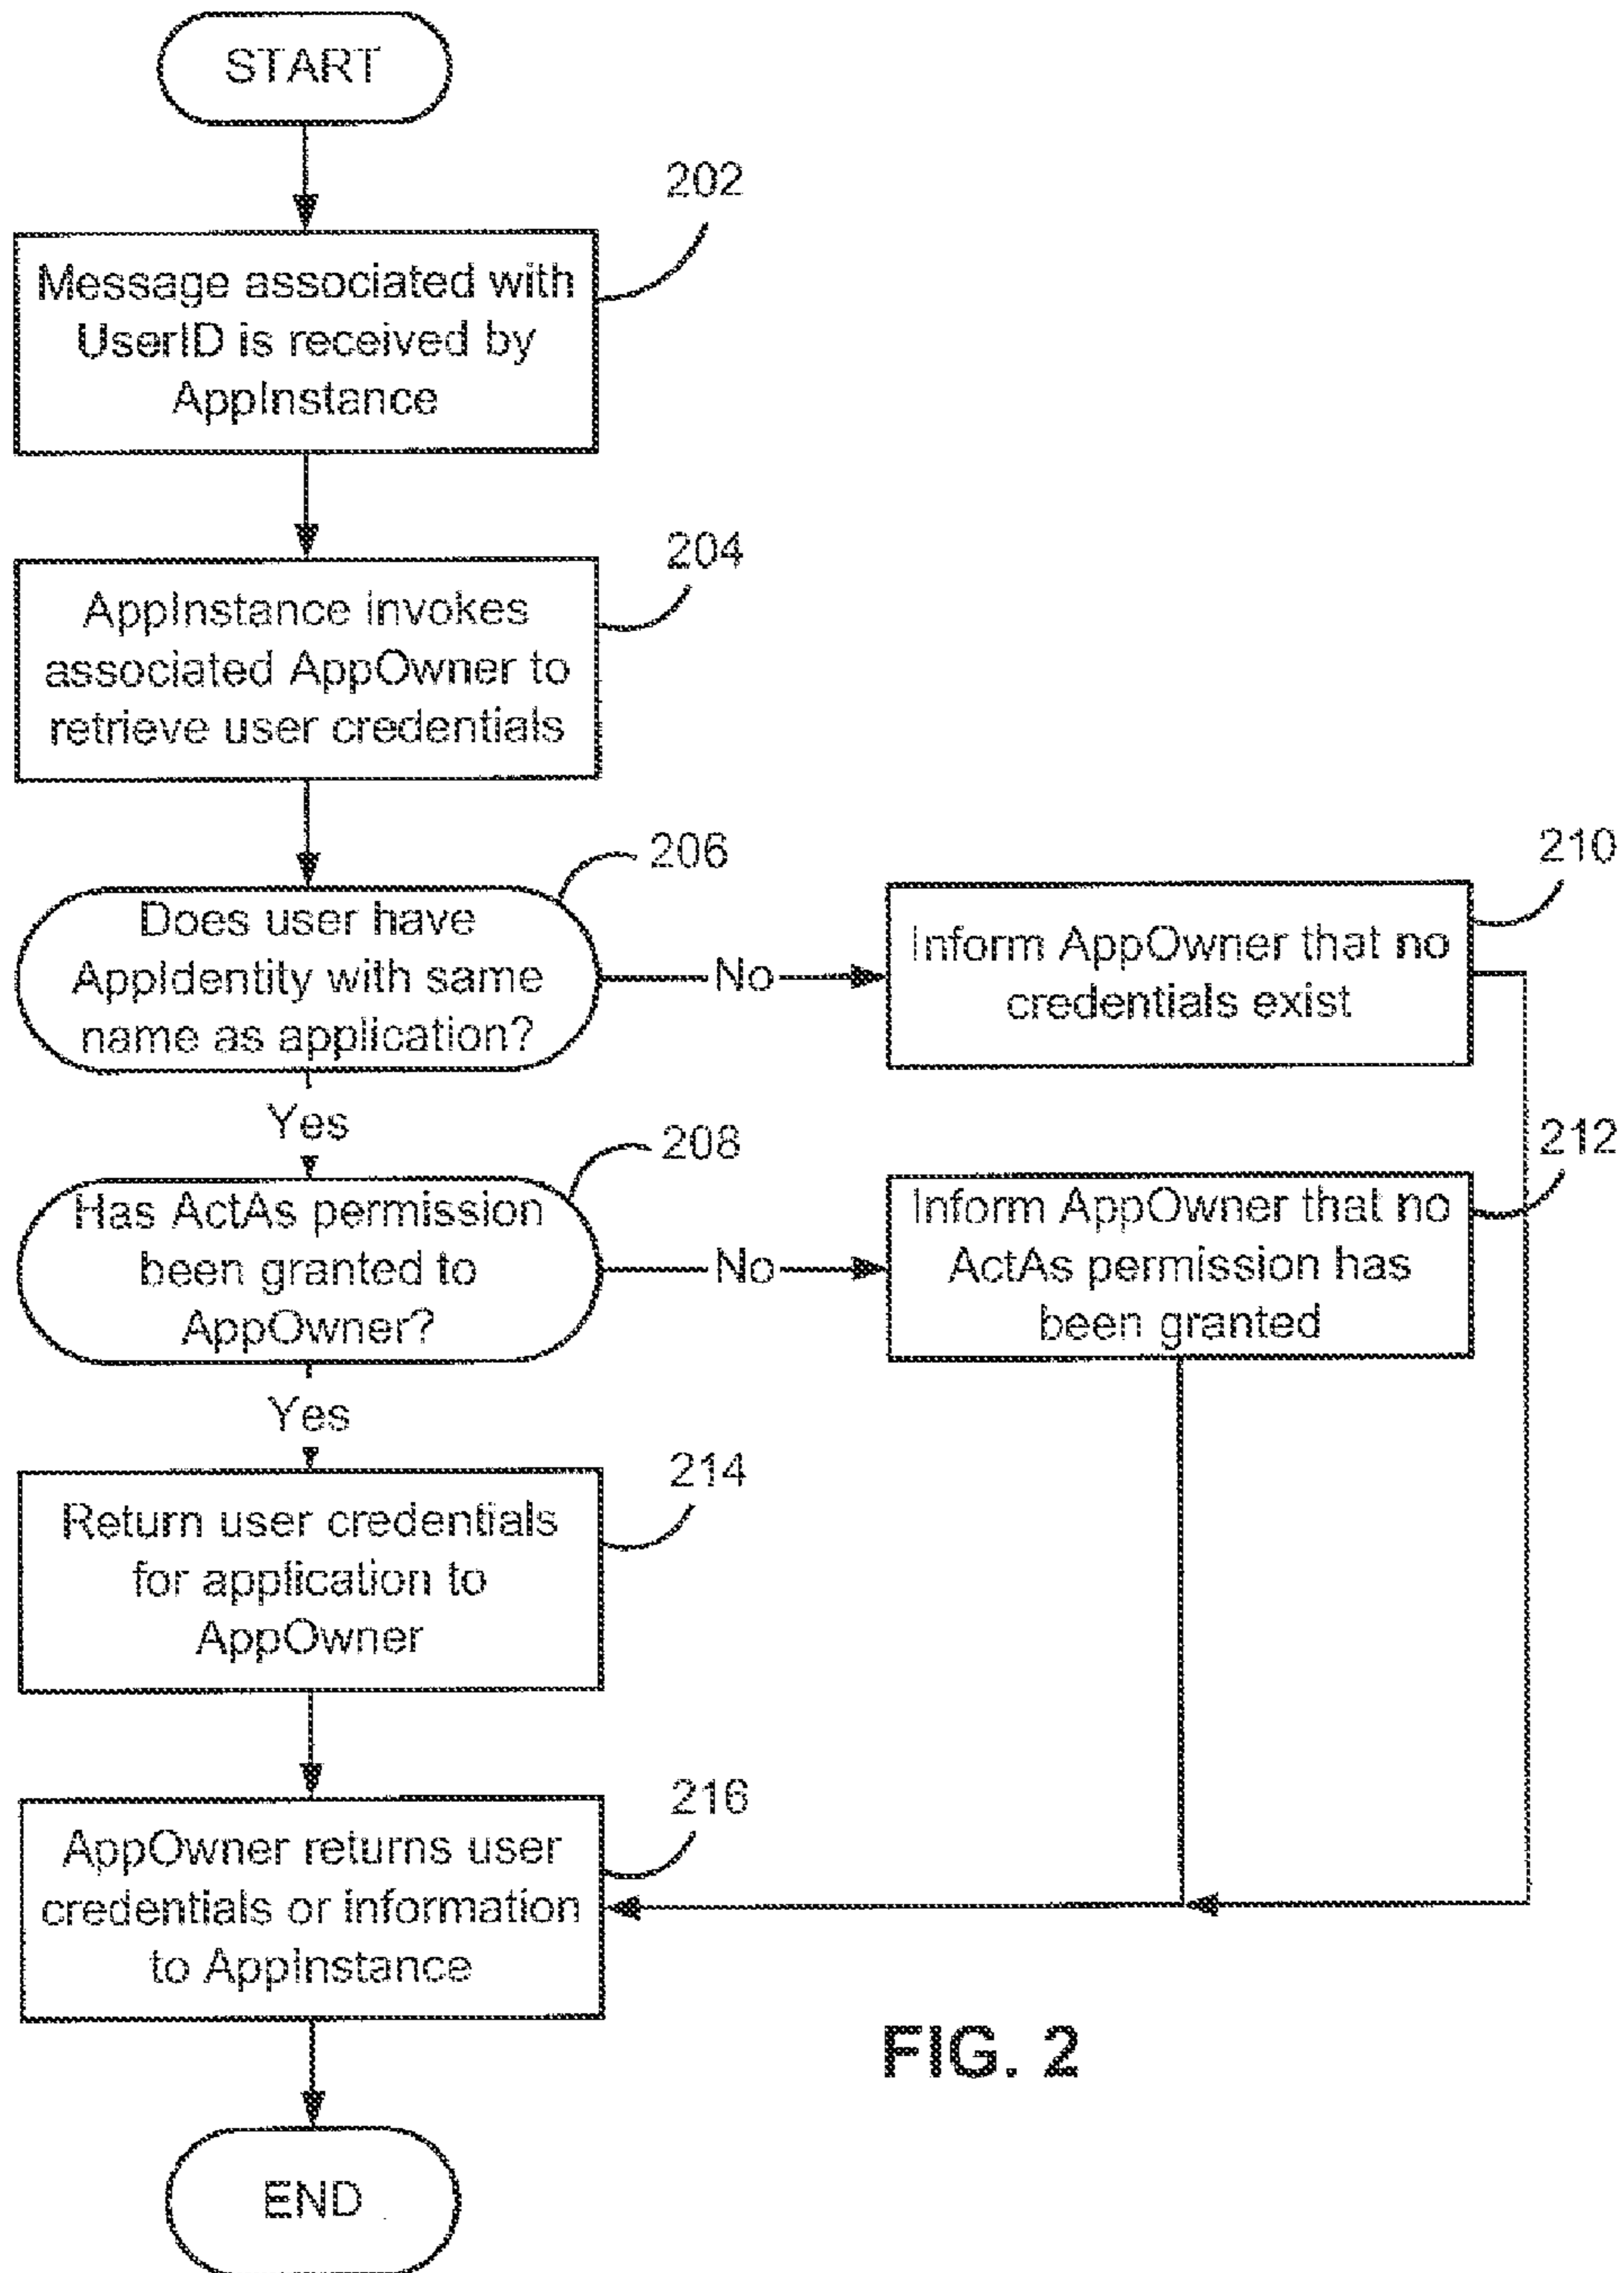 START
202
Message associated with
UserID is received by
AppInstance
204
AppInstance invokes
associated AppOwner to
retrieve user credentials
206
Does user have
AppIdentity with same
name as application?
No
210
Inform AppOwner that no
credentials exist
Yes
208
Has ActAs permission
been granted to
AppOwner?
No
212
Inform AppOwner that no
ActAs permission has
been granted
Yes
214
Return user credentials
for application to
AppOwner
216
AppOwner returns user
credentials or information
to AppInstance
FIG. 2
END